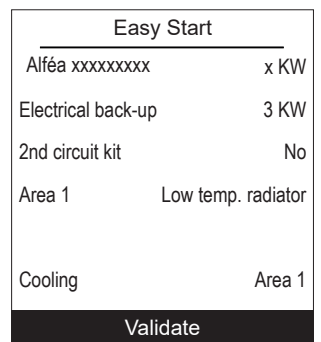 Easy Start
Alféa xxxxxxxxx x KW
Electrical back-up 3 KW
2nd circuit kit No
Area 1 Low temp. radiator
Cooling Area 1
Validate